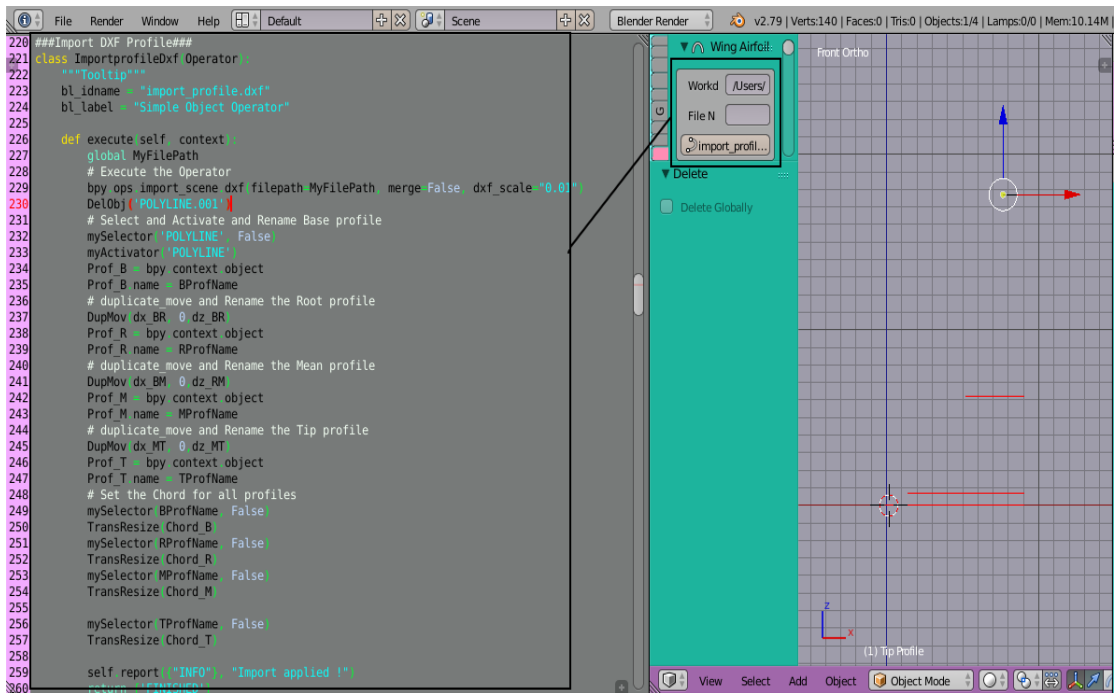 File Render Window Help Default Scene Blender Render v2.79 | Verts:140 | Faces:0 | Tris:0 | Objects:1/4 | Lamps:0/0 | Mem:10.14M
220 ###Import DXF Profile###
221 class ImportprofileDxf(Operator):
222 """Tooltip"""
223 bl_idname = "import_profile.dxf"
224 bl_label = "Simple Object Operator"
225
226 def execute(self, context):
227 global MyFilePath
228 # Execute the Operator
229 bpy.ops.import_scene.dxf(filepath=MyFilePath, merge=False, dxf_scale="0.01")
230 DelObj('POLYLINE.001')
231 # Select and Activate and Rename Base profile
232 mySelector('POLYLINE', False)
233 myActivator('POLYLINE')
234 Prof_B = bpy.context.object
235 Prof_B.name = BProfName
236 # duplicate_move and Rename the Root profile
237 DupMov(dx_BR, 0,dz_BR)
238 Prof_R = bpy.context.object
239 Prof_R.name = RProfName
240 # duplicate_move and Rename the Mean profile
241 DupMov(dx_BM, 0,dz_RM)
242 Prof_M = bpy.context.object
243 Prof_M.name = MProfName
244 # duplicate_move and Rename the Tip profile
245 DupMov(dx_MT, 0,dz_MT)
246 Prof_T = bpy.context.object
247 Prof_T.name = TProfName
248 # Set the Chord for all profiles
249 mySelector(BProfName, False)
250 TransResize(Chord_B)
251 mySelector(RProfName, False)
252 TransResize(Chord_R)
253 mySelector(MProfName, False)
254 TransResize(Chord_M)
255
256 mySelector(TProfName, False)
257 TransResize(Chord_T)
258
259 self.report({"INFO"}, "Import applied !")
260 return {'FINISHED'}
Wing Airfoil:
Workd /Users/
File N
import_profil...
G
Delete
Delete Globally
Front Ortho
z
x
(1) Tip Profile
View Select Add Object Object Mode